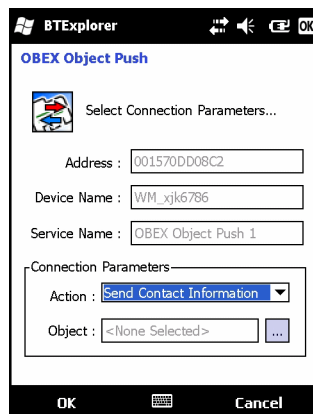 BTExplorer OK
OBEX Object Push
Select Connection Parameters...
Address : 001570DD08C2
Device Name : WM_xjk6786
Service Name : OBEX Object Push 1
Connection Parameters
Action : Send Contact Information
Object : <None Selected> ...
OK Cancel